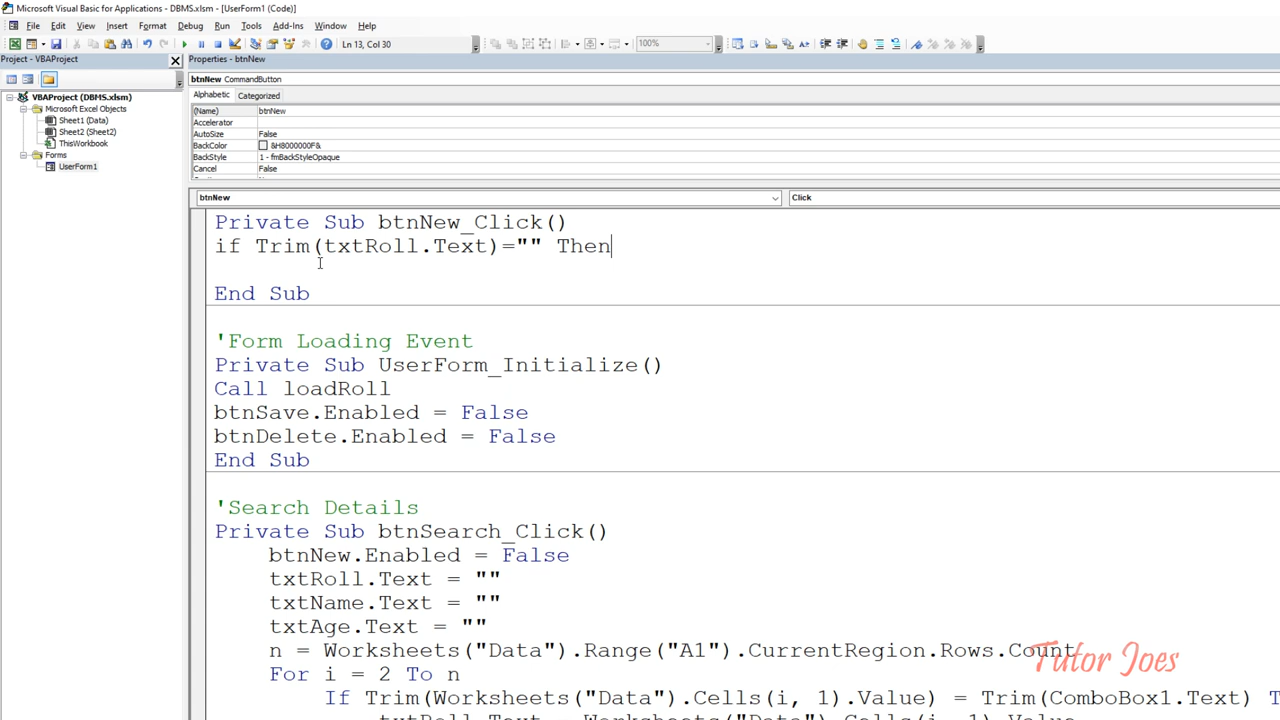 Microsoft Visual Basic for Applications - DBMS.xlsm - [UserForm1 (Code)]
File Edit View Insert Format Debug Run Tools Add-Ins Window Help
Ln 13, Col 30
100%
Project - VBAProject
VBAProject (DBMS.xlsm)
Microsoft Excel Objects
Sheet1 (Data)
Sheet2 (Sheet2)
ThisWorkbook
Forms
UserForm1
Properties - btnNew
btnNew CommandButton
Alphabetic Categorized
(Name) btnNew
Accelerator
AutoSize False
BackColor &H8000000F&
BackStyle 1 - fmBackStyleOpaque
Cancel False
btnNew Click
Private Sub btnNew_Click()
if Trim(txtRoll.Text)="" Then
End Sub
'Form Loading Event
Private Sub UserForm_Initialize()
Call loadRoll
btnSave.Enabled = False
btnDelete.Enabled = False
End Sub
'Search Details
Private Sub btnSearch_Click()
btnNew.Enabled = False
txtRoll.Text = ""
txtName.Text = ""
txtAge.Text = ""
n = Worksheets("Data").Range("A1").CurrentRegion.Rows.Count
For i = 2 To n
If Trim(Worksheets("Data").Cells(i, 1).Value) = Trim(ComboBox1.Text) T
Tutor Joes